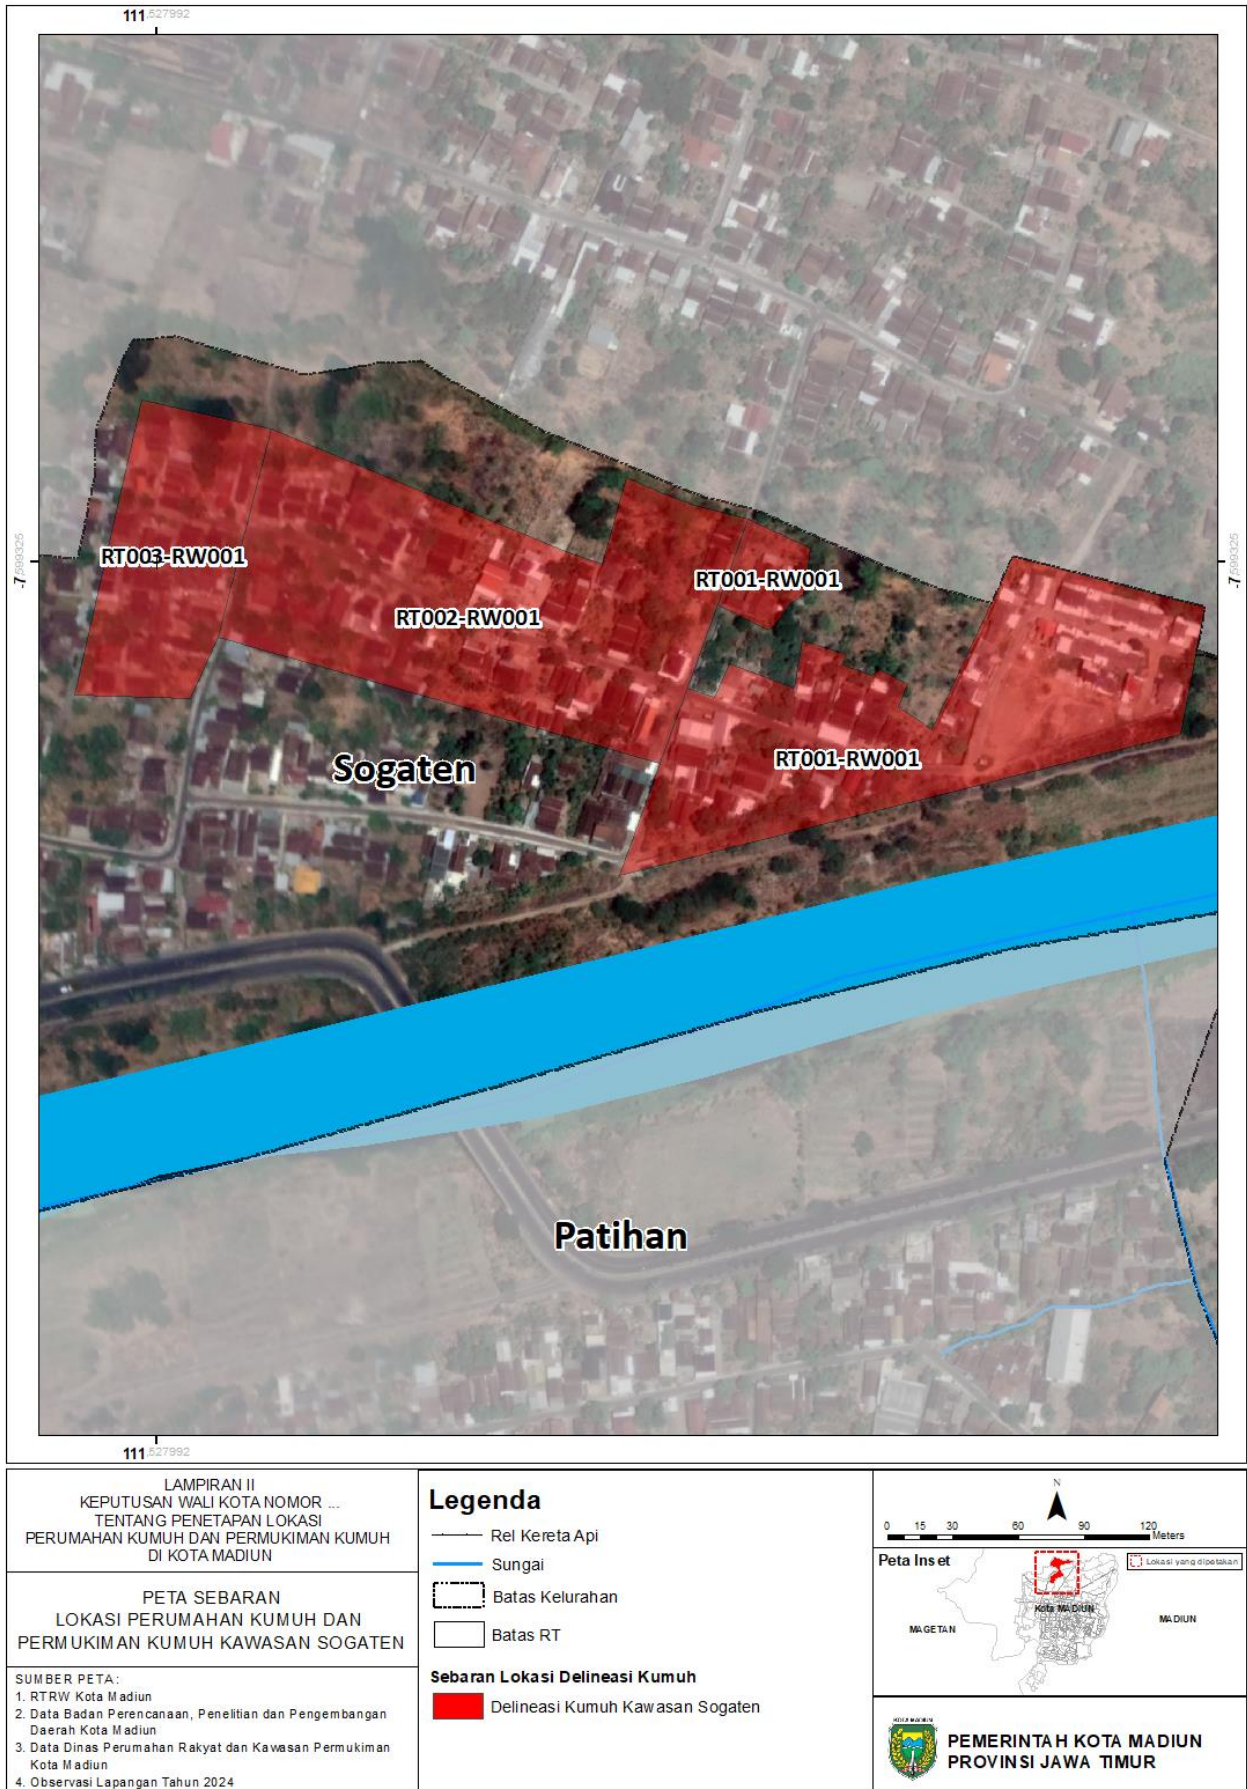 111,527992
-7,599325
-7,599325
RT003-RW001
RT002-RW001
RT001-RW001
RT001-RW001
Sogaten
Patihan
111,527992
LAMPIRAN II
KEPUTUSAN WALI KOTA NOMOR ...
TENTANG PENETAPAN LOKASI
PERUMAHAN KUMUH DAN PERMUKIMAN KUMUH
DI KOTA MADIUN
PETA SEBARAN
LOKASI PERUMAHAN KUMUH DAN
PERMUKIMAN KUMUH KAWASAN SOGATEN
SUMBER PETA:
1. RTRW Kota Madiun
2. Data Badan Perencanaan, Penelitian dan Pengembangan
Daerah Kota Madiun
3. Data Dinas Perumahan Rakyat dan Kawasan Permukiman
Kota Madiun
4. Observasi Lapangan Tahun 2024
Legenda
Rel Kereta Api
Sungai
Batas Kelurahan
Batas RT
Sebaran Lokasi Delineasi Kumuh
Delineasi Kumuh Kawasan Sogaten
N
0 15 30 60 90 120
Meters
Peta Inset
Lokasi yang dipetakan
Kota MADIUN
MAGETAN
MADIUN
KOTA MADIUN
PEMERINTAH KOTA MADIUN
PROVINSI JAWA TIMUR